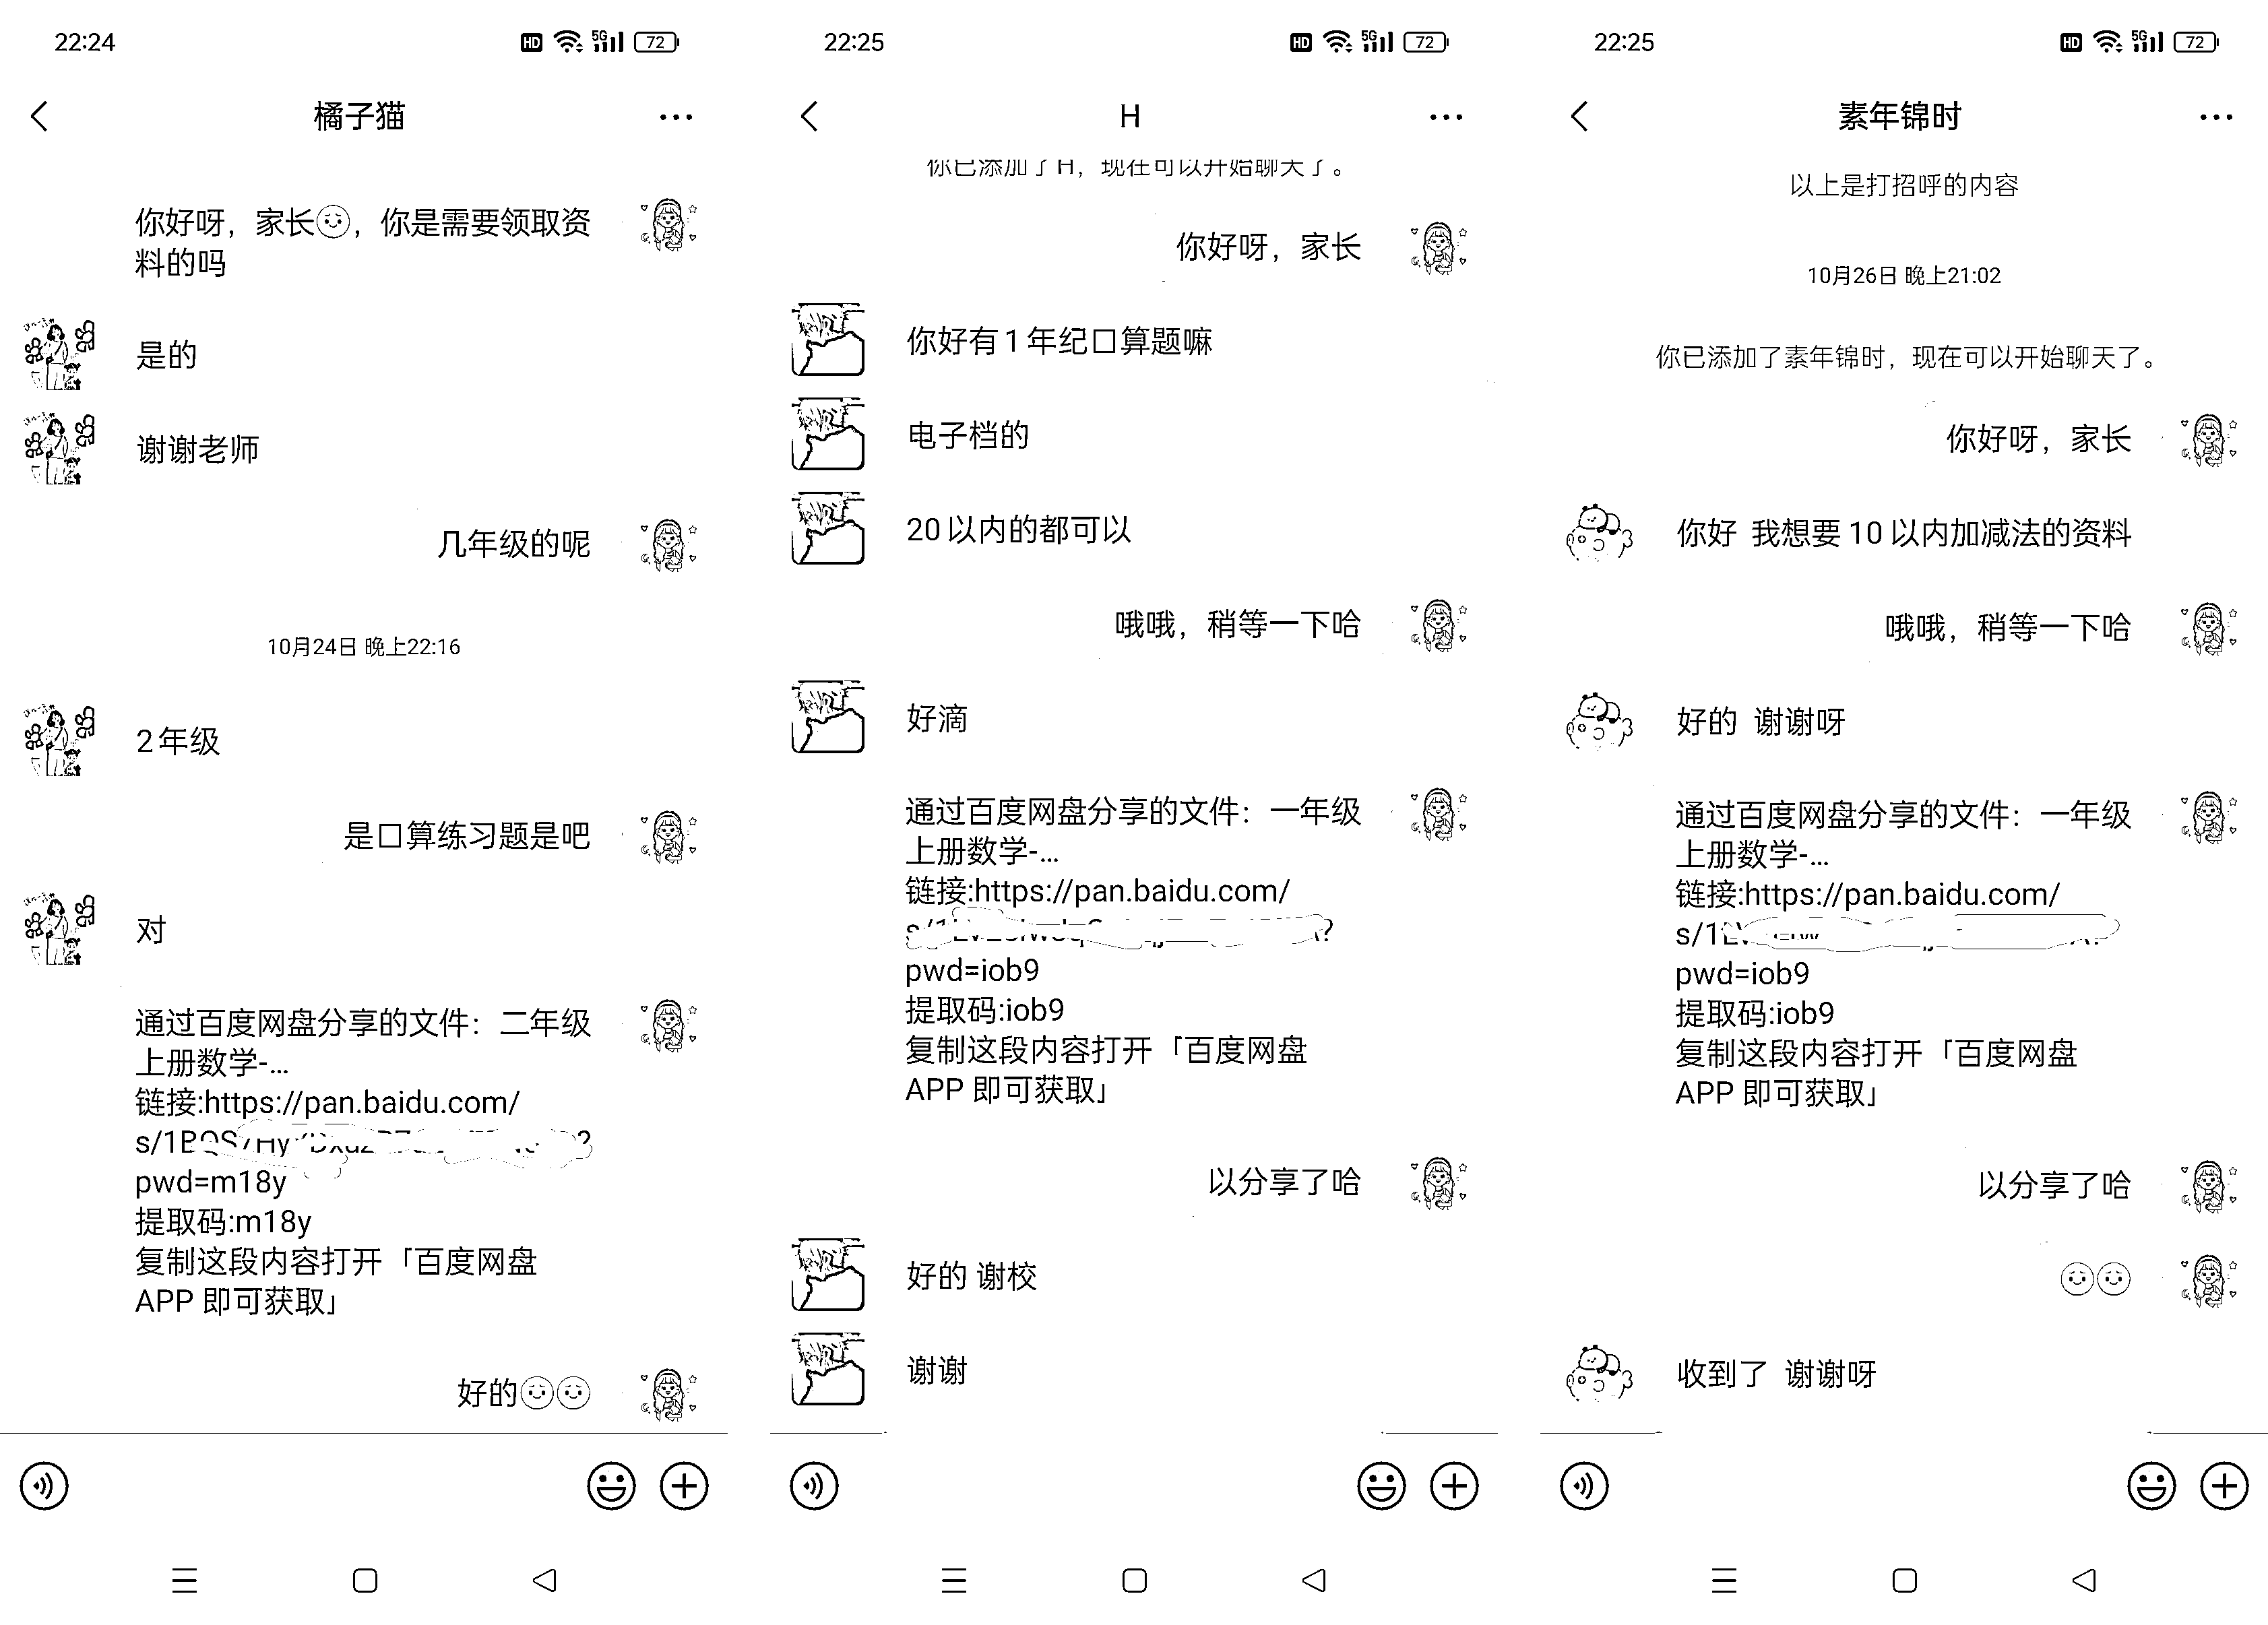 22:24
HD 5G 72
橘子猫
你好呀，家长，你是需要领取资
料的吗
是的
谢谢老师
几年级的呢
10月24日 晚上22:16
2年级
是口算练习题是吧
对
通过百度网盘分享的文件：二年级
上册数学-...
链接:https://pan.baidu.com/
pwd=m18y
提取码:m18y
复制这段内容打开「百度网盘
APP 即可获取」
好的
22:25
HD 5G 72
H
你已添加了H，现在可以开始聊天了。
你好呀，家长
你好有1年纪口算题嘛
电子档的
20以内的都可以
哦哦，稍等一下哈
好滴
通过百度网盘分享的文件：一年级
上册数学-...
链接:https://pan.baidu.com/
pwd=iob9
提取码:iob9
复制这段内容打开「百度网盘
APP 即可获取」
以分享了哈
好的 谢校
谢谢
22:25
HD 5G 72
素年锦时
以上是打招呼的内容
10月26日 晚上21:02
你已添加了素年锦时，现在可以开始聊天了。
你好呀，家长
你好 我想要10以内加减法的资料
哦哦，稍等一下哈
好的 谢谢呀
通过百度网盘分享的文件：一年级
上册数学-...
链接:https://pan.baidu.com/
pwd=iob9
提取码:iob9
复制这段内容打开「百度网盘
APP 即可获取」
以分享了哈
收到了 谢谢呀